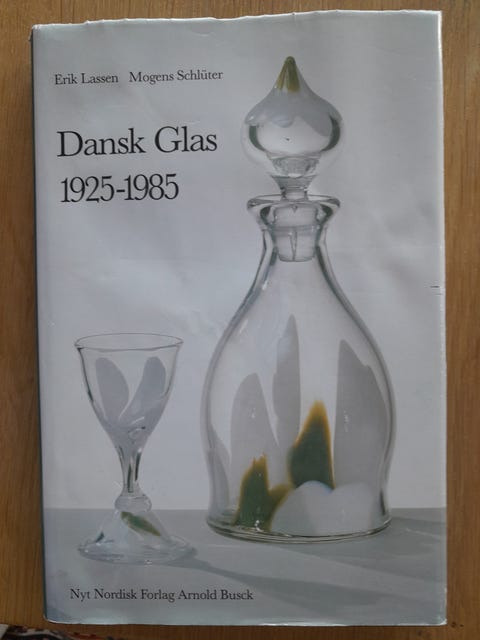 Erik Lassen Mogens Schlüter
Dansk Glas
1925-1985
Nyt Nordisk Forlag Arnold Busck